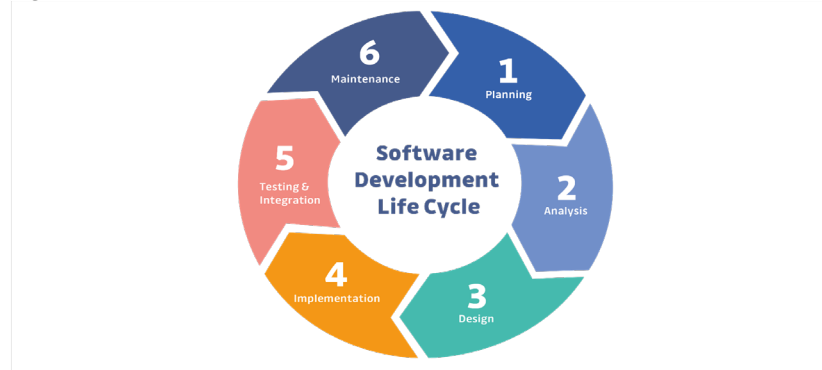 Software
Development
Life Cycle
1
Planning
2
Analysis
3
Design
4
Implementation
5
Testing &
Integration
6
Maintenance